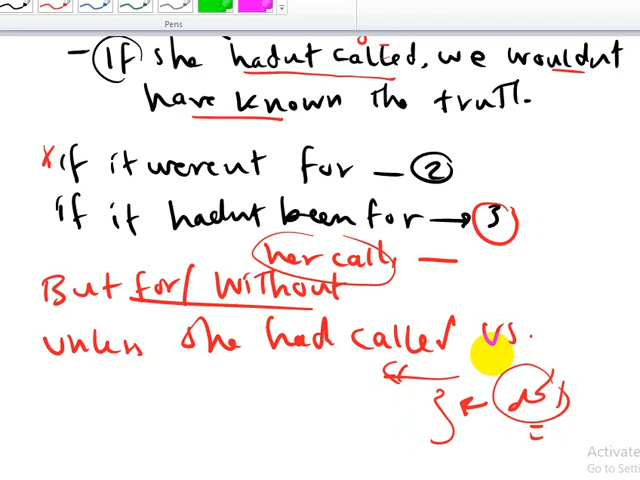 Pens
- If she hadnt called, we wouldnt
have known the truth.
x if it werent for — 2
if it hadnt been for → 3
her call, —
But for / Without
unless she had called us.
Activate
Go to Setti